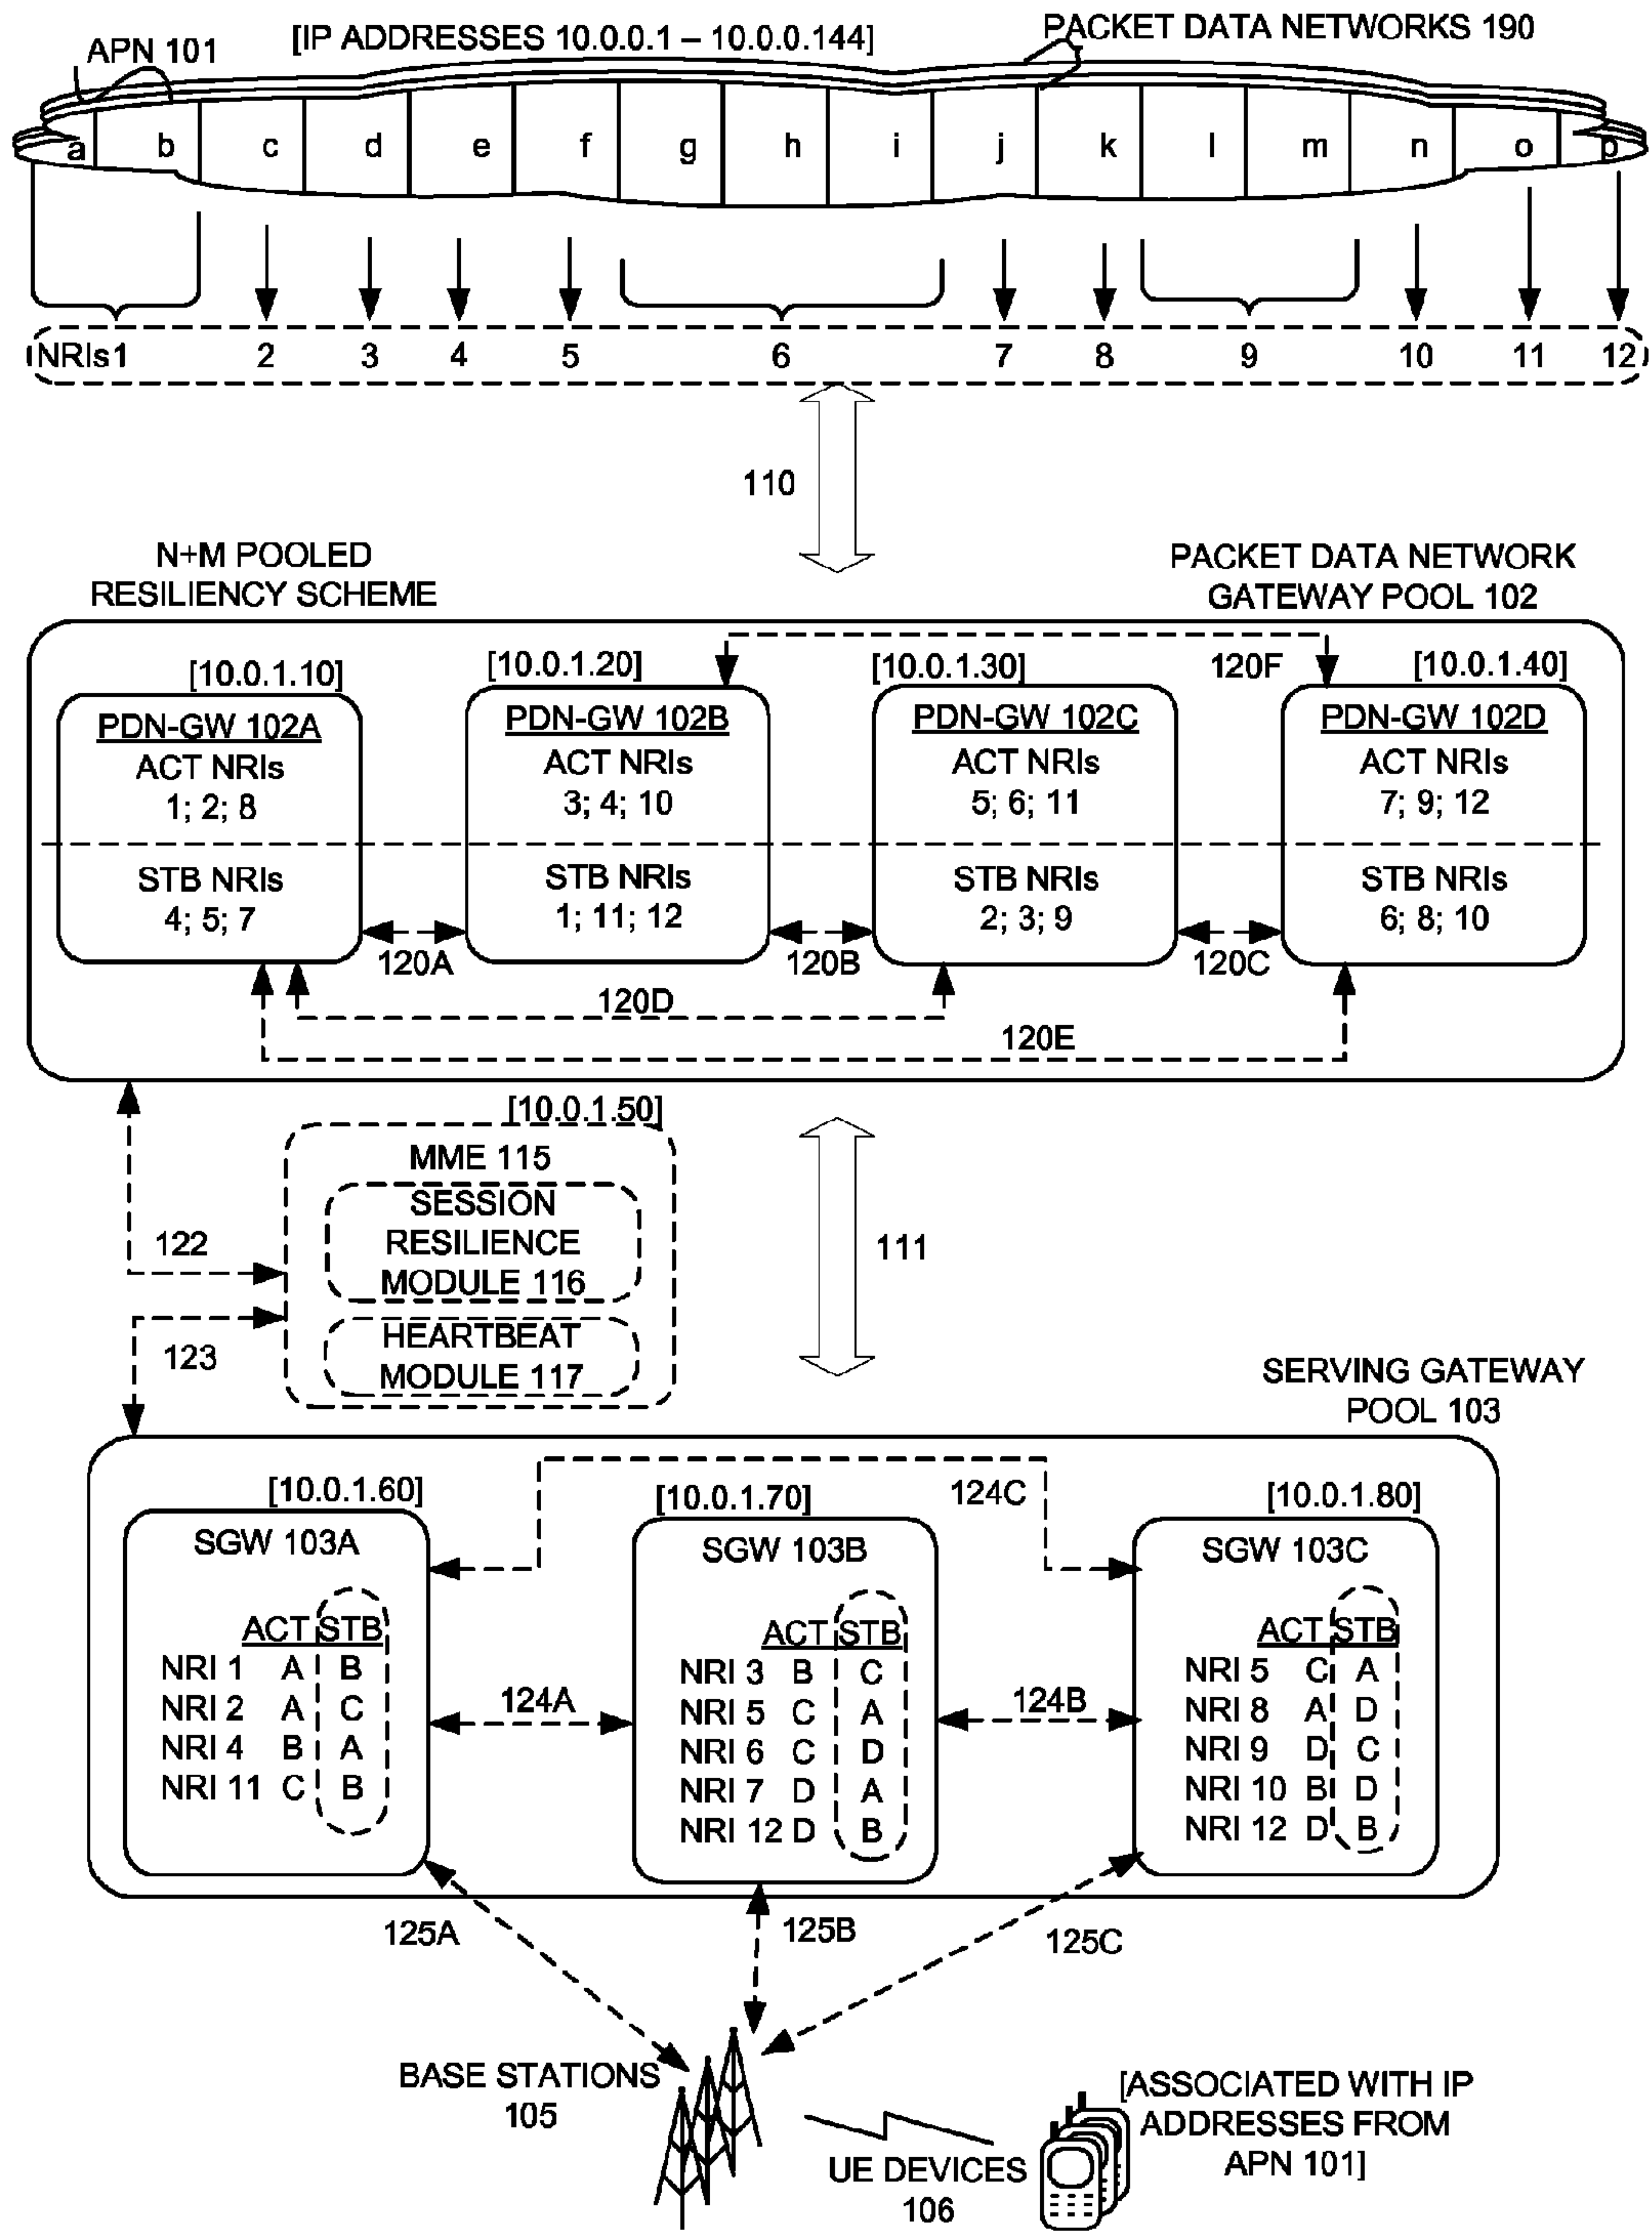 APN 101
[IP ADDRESSES 10.0.0.1 – 10.0.0.144]
PACKET DATA NETWORKS 190
a b c d e f g h i j k l m n o p
NRIs1 2 3 4 5 6 7 8 9 10 11 12
110
N+M POOLED
RESILIENCY SCHEME
PACKET DATA NETWORK
GATEWAY POOL 102
[10.0.1.10]
PDN-GW 102A
ACT NRIs
1; 2; 8
STB NRIs
4; 5; 7
[10.0.1.20]
PDN-GW 102B
ACT NRIs
3; 4; 10
STB NRIs
1; 11; 12
[10.0.1.30]
PDN-GW 102C
ACT NRIs
5; 6; 11
STB NRIs
2; 3; 9
120F
[10.0.1.40]
PDN-GW 102D
ACT NRIs
7; 9; 12
STB NRIs
6; 8; 10
120A
120B
120C
120D
120E
[10.0.1.50]
MME 115
SESSION
RESILIENCE
MODULE 116
HEARTBEAT
MODULE 117
122
123
111
SERVING GATEWAY
POOL 103
[10.0.1.60]
SGW 103A
ACT STB
NRI 1 A B
NRI 2 A C
NRI 4 B A
NRI 11 C B
124A
[10.0.1.70]
SGW 103B
ACT STB
NRI 3 B C
NRI 5 C A
NRI 6 C D
NRI 7 D A
NRI 12 D B
124B
124C
[10.0.1.80]
SGW 103C
ACT STB
NRI 5 C A
NRI 8 A D
NRI 9 D C
NRI 10 B D
NRI 12 D B
125A
125B
125C
BASE STATIONS
105
UE DEVICES
106
[ASSOCIATED WITH IP
ADDRESSES FROM
APN 101]